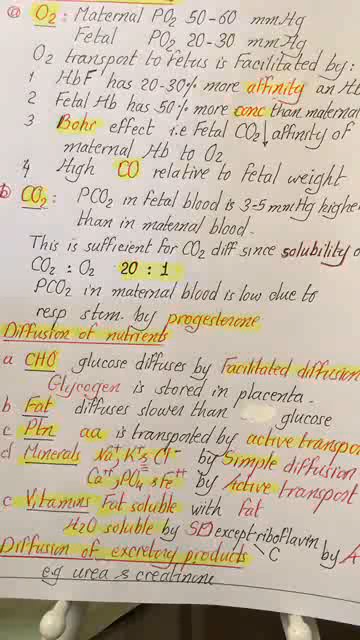 a O₂: Maternal PO₂ 50-60 mmHg
Fetal PO₂ 20-30 mmHg
O₂ transport to Fetus is Facilitated by:
1 HbF has 20-30% more affinity an Hb
2 Fetal Hb has 50% more conc than maternal
3 Bohr effect i.e Fetal CO₂ ↓ affinity of
maternal Hb to O₂
4 High CO relative to Fetal weight
b CO₂: PCO₂ in fetal blood is 3-5 mmHg highe
than in maternal blood.
This is sufficient for CO₂ diff since solubility o
CO₂ : O₂ 20 : 1
PCO₂ in maternal blood is low due to
resp stem. by progesterone
Diffusion of nutrients
a CHO glucose diffuses by Facilitated diffusion
Glycogen is stored in placenta.
b Fat diffuses slower than glucose
c Ptn aa is transported by active transpor
d Minerals Na⁺, K⁺ & Cl⁻ by Simple diffusion
Ca⁺⁺, PO₄ & Fe⁺⁺ by Active transport
e Vitamins Fat soluble with Fat
H₂O soluble by SD except riboflavin
C by A
Diffusion of excretory products
e.g urea & creatinine